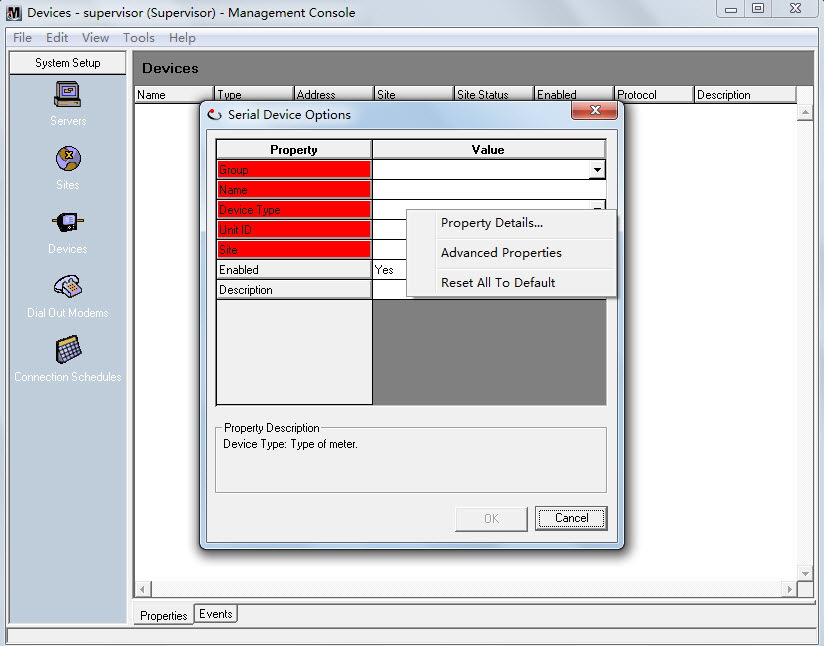 Devices - supervisor (Supervisor) - Management Console
File Edit View Tools Help
System Setup
Servers
Sites
Devices
Dial Out Modems
Connection Schedules
Devices
Name Type Address Site Site Status Enabled Protocol Description
Serial Device Options
Property Value
Group
Name
Device Type
Unit ID
Site
Enabled Yes
Description
Property Details...
Advanced Properties
Reset All To Default
Property Description
Device Type: Type of meter.
OK Cancel
Properties Events